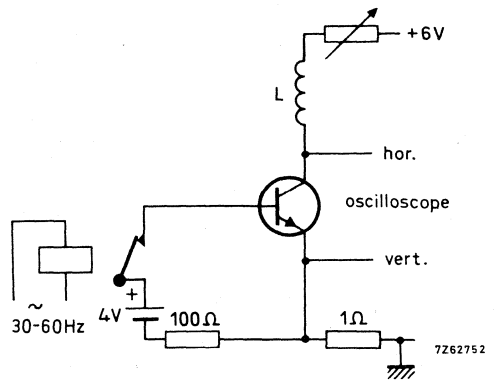 +6V
L
hor.
oscilloscope
vert.
+
4V
100Ω
1Ω
~
30-60Hz
7Z62752